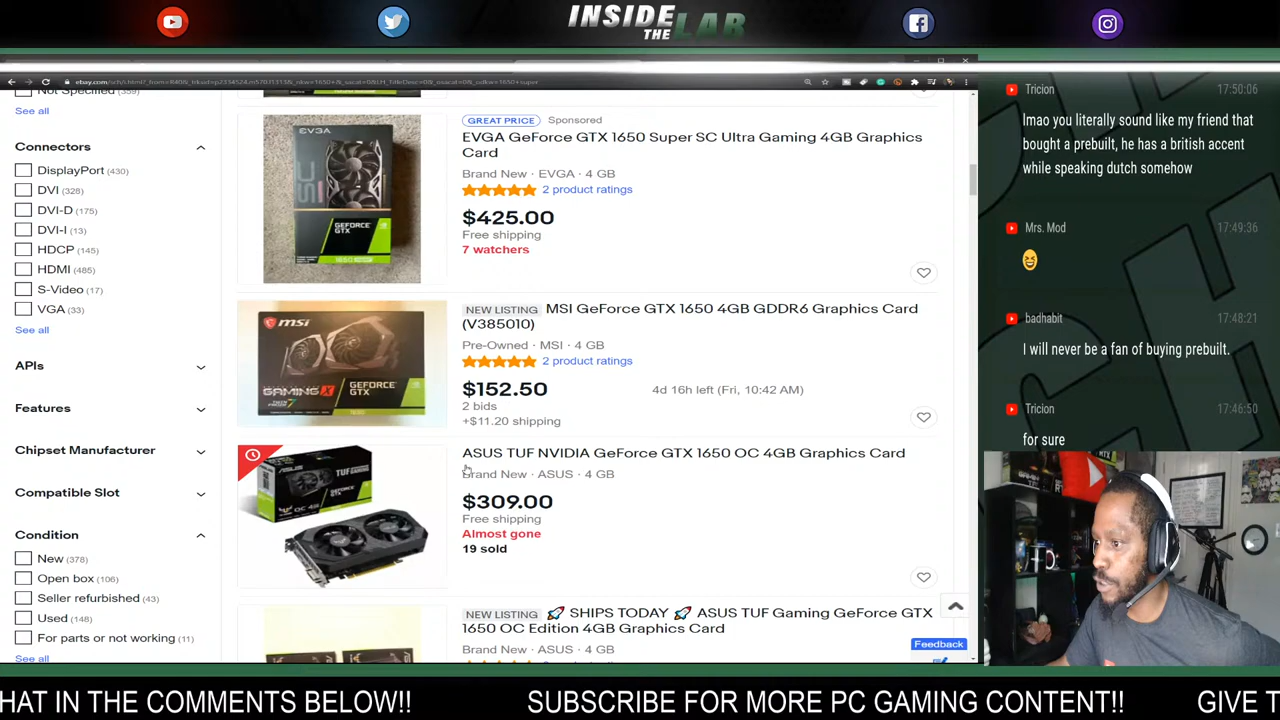 INSIDE
THE LAB
Not Specified (359)
See all
Connectors
DisplayPort (430)
DVI (328)
DVI-D (175)
DVI-I (13)
HDCP (145)
HDMI (485)
S-Video (17)
VGA (33)
See all
APIs
Features
Chipset Manufacturer
Compatible Slot
Condition
New (378)
Open box (106)
Seller refurbished (43)
Used (148)
For parts or not working (11)
See all
EVGA
GEFORCE
GTX
GREAT PRICE Sponsored
EVGA GeForce GTX 1650 Super SC Ultra Gaming 4GB Graphics
Card
Brand New · EVGA · 4 GB
2 product ratings
$425.00
Free shipping
7 watchers
msi
GAMING X
GEFORCE
GTX
NEW LISTING MSI GeForce GTX 1650 4GB GDDR6 Graphics Card
(V385010)
Pre-Owned · MSI · 4 GB
2 product ratings
$152.50
4d 16h left (Fri, 10:42 AM)
2 bids
+$11.20 shipping
ASUS TUF NVIDIA GeForce GTX 1650 OC 4GB Graphics Card
Brand New · ASUS · 4 GB
$309.00
Free shipping
Almost gone
19 sold
NEW LISTING 🚀 SHIPS TODAY 🚀 ASUS TUF Gaming GeForce GTX
1650 OC Edition 4GB Graphics Card
Brand New · ASUS · 4 GB
Feedback
Tricion 17:50:06
lmao you literally sound like my friend that
bought a prebuilt, he has a british accent
while speaking dutch somehow
Mrs. Mod 17:49:36
😆
badhabit 17:48:21
I will never be a fan of buying prebuilt.
Tricion 17:46:50
for sure
HAT IN THE COMMENTS BELOW!! SUBSCRIBE FOR MORE PC GAMING CONTENT!! GIVE T